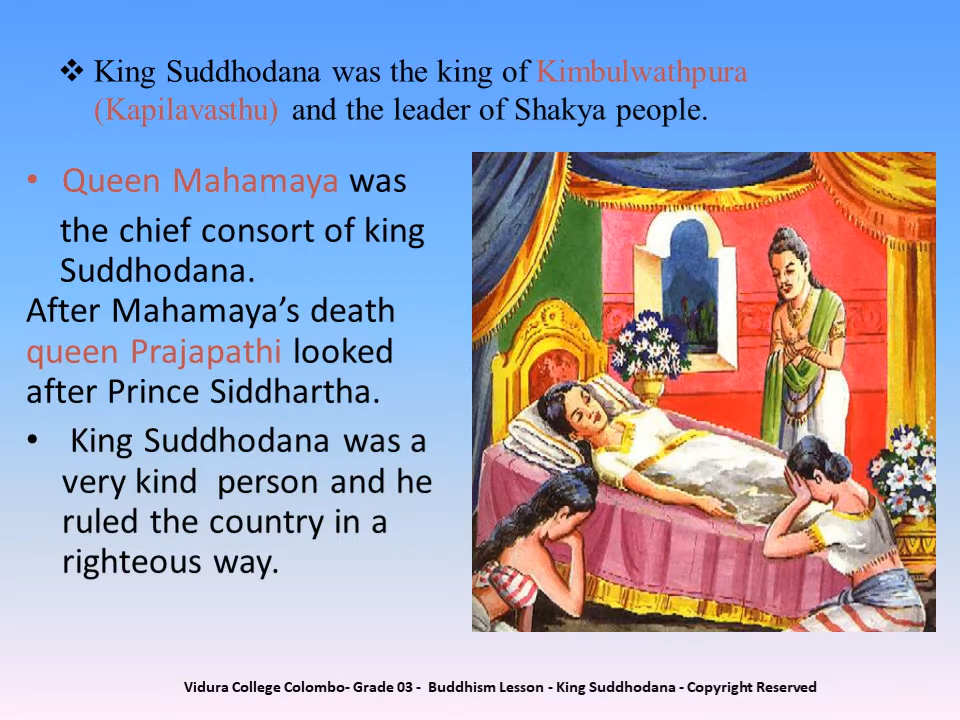 ❖ King Suddhodana was the king of Kimbulwathpura
(Kapilavasthu) and the leader of Shakya people.
• Queen Mahamaya was
the chief consort of king
Suddhodana.
After Mahamaya’s death
queen Prajapathi looked
after Prince Siddhartha.
• King Suddhodana was a
very kind  person and he
ruled the country in a
righteous way.
Vidura College Colombo- Grade 03 -  Buddhism Lesson - King Suddhodana - Copyright Reserved